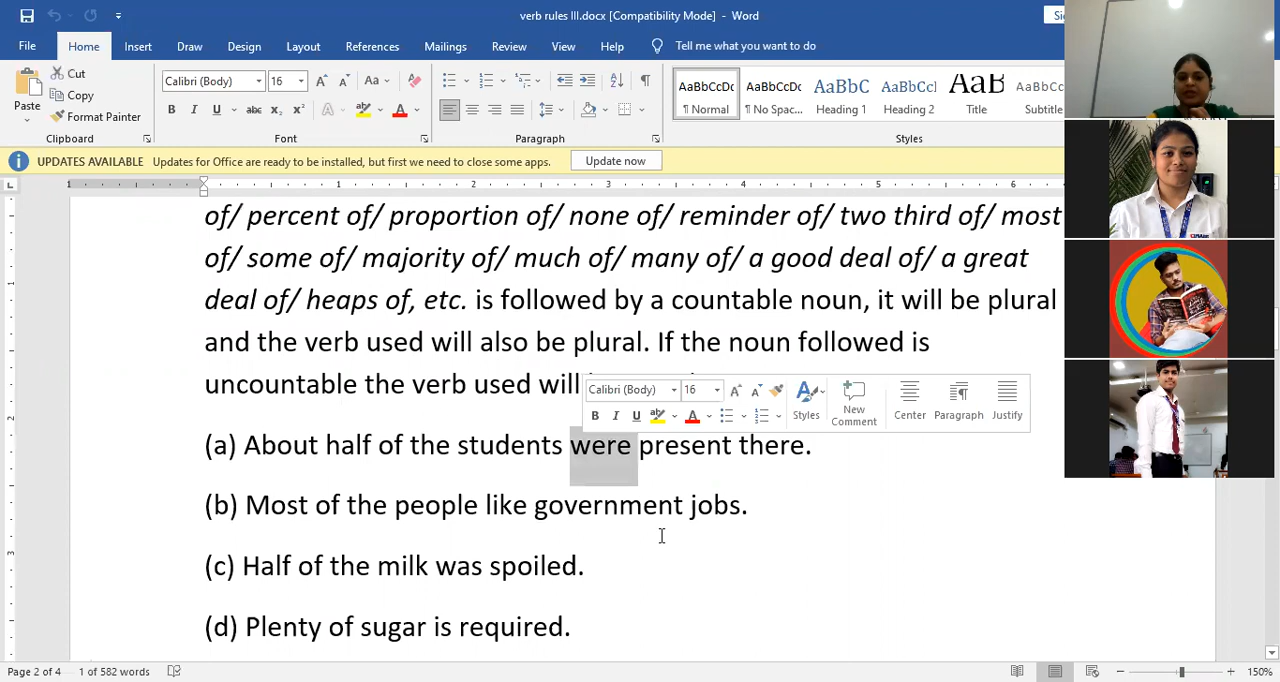 verb rules III.docx [Compatibility Mode] - Word
File Home Insert Draw Design Layout References Mailings Review View Help Tell me what you want to do
Paste
Cut
Copy
Format Painter
Calibri (Body) 16
Clipboard Font Paragraph Styles
AaBbCcDc AaBbCcDc AaBbC AaBbCc AaB
¶ Normal ¶ No Spac... Heading 1 Heading 2 Title Subtitle
UPDATES AVAILABLE Updates for Office are ready to be installed, but first we need to close some apps. Update now
1 1 2 3 4 5 6
of/ percent of/ proportion of/ none of/ reminder of/ two third of/ most
of/ some of/ majority of/ much of/ many of/ a good deal of/ a great
deal of/ heaps of, etc. is followed by a countable noun, it will be plural
and the verb used will also be plural. If the noun followed is
uncountable the verb used will
Calibri (Body) 16
Styles New Comment Center Paragraph Justify
(a) About half of the students were present there.
(b) Most of the people like government jobs.
(c) Half of the milk was spoiled.
(d) Plenty of sugar is required.
Page 2 of 4 1 of 582 words 150%